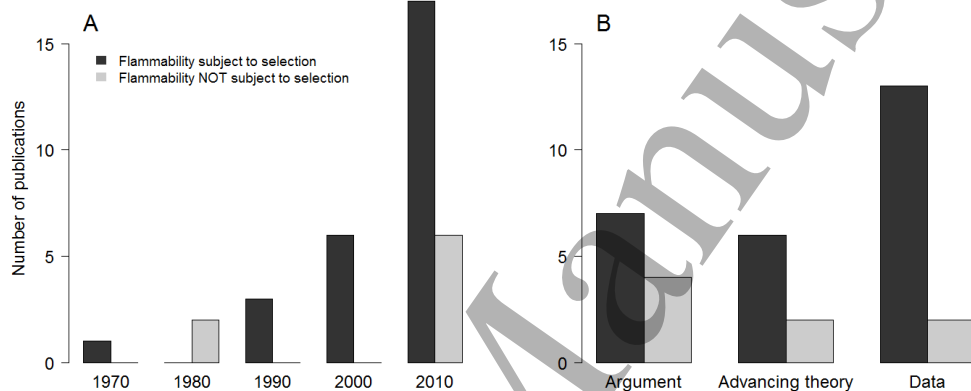 A
B
Flammability subject to selection
Flammability NOT subject to selection
Number of publications
15
10
5
0
1970 1980 1990 2000 2010
15
10
5
0
Argument Advancing theory Data
Manus